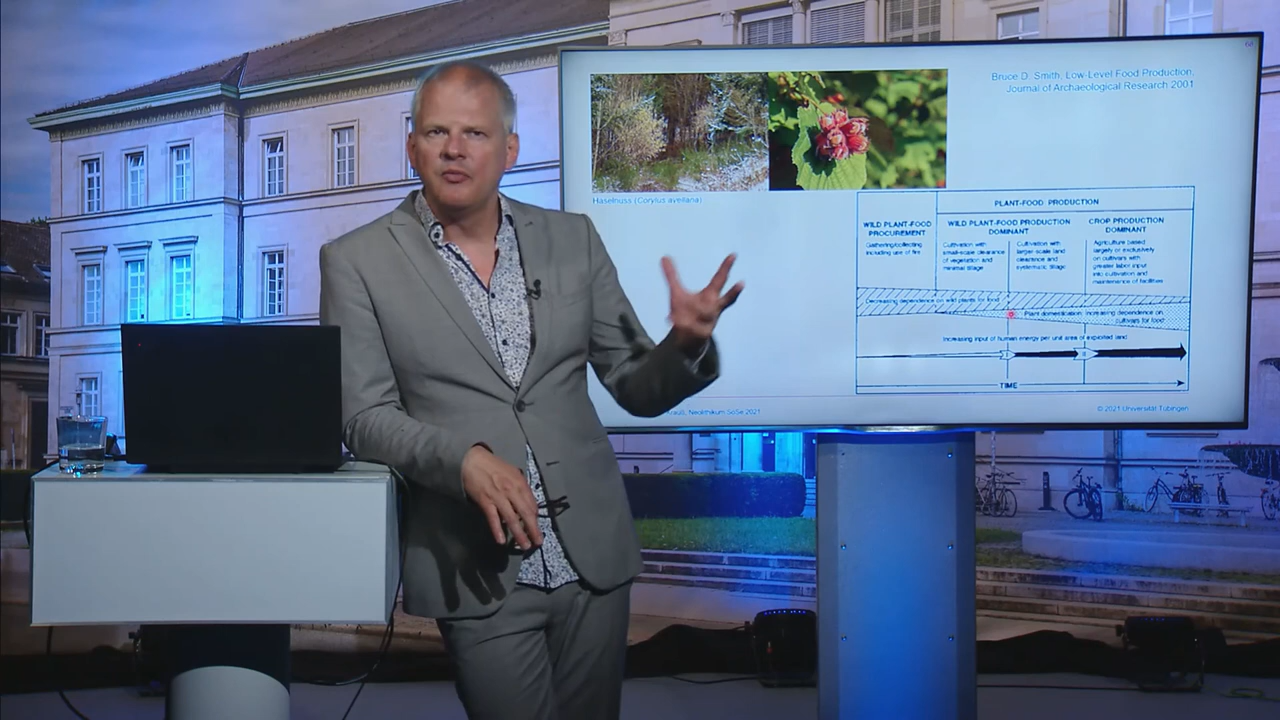 68
Bruce D. Smith, Low-Level Food Production,
Journal of Archaeological Research 2001
Haselnuss (Corylus avellana)
PLANT-FOOD PRODUCTION
WILD PLANT-FOOD
PROCUREMENT
WILD PLANT-FOOD PRODUCTION
DOMINANT
CROP PRODUCTION
DOMINANT
Gathering/collecting
including use of fire
Cultivation with
small-scale clearance
of vegetation and
minimal tillage
Cultivation with
larger-scale land
clearance and
systematic tillage
Agriculture based
largely or exclusively
on cultivars with
greater labor input
into cultivation and
maintenance of facilities
Decreasing dependence on wild plants for food
Plant domestication: increasing dependence on
cultivars for food
Increasing input of human energy per unit area of exploited land
TIME
Krauß, Neolithikum SoSe 2021
© 2021 Universität Tübingen